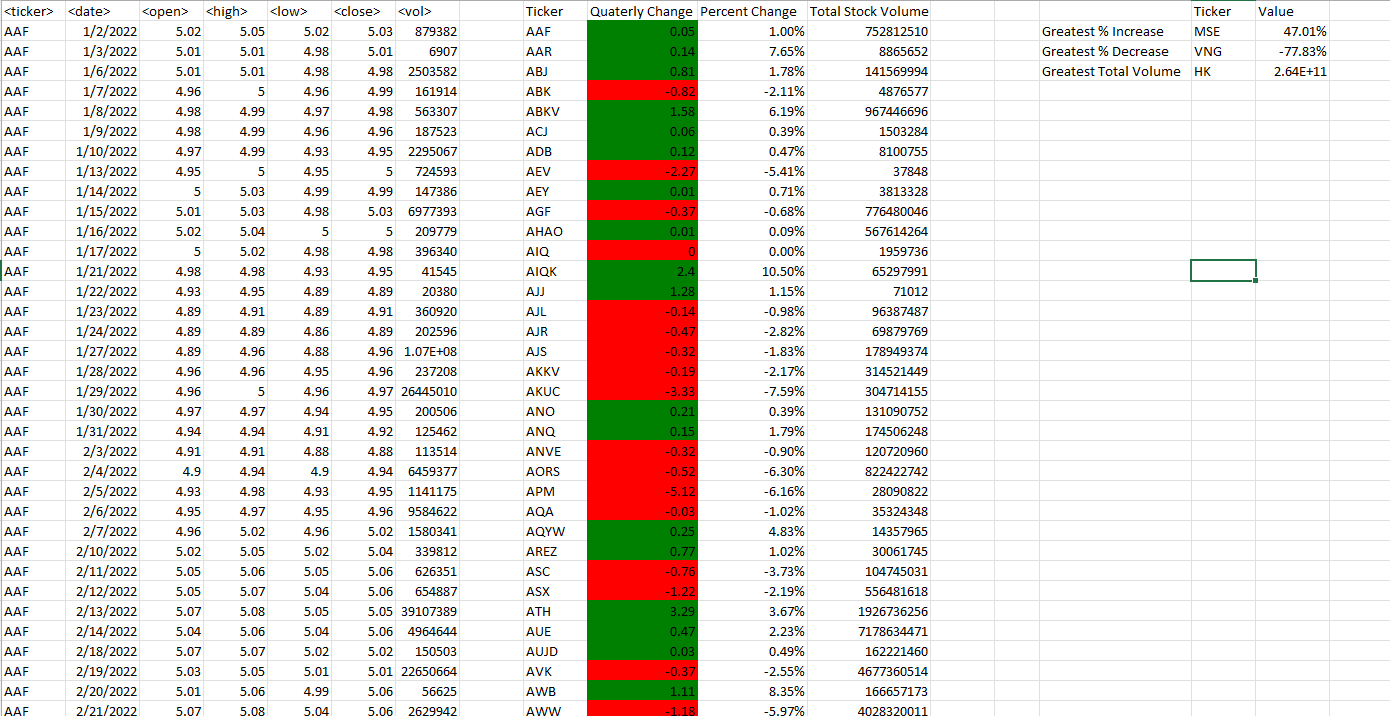 <ticker> <date> <open> <high> <low> <close> <vol> Ticker Quaterly Change Percent Change Total Stock Volume Ticker Value
AAF 1/2/2022 5.02 5.05 5.02 5.03 879382 AAF 0.05 1.00% 752812510 Greatest % Increase MSE 47.01%
AAF 1/3/2022 5.01 5.01 4.98 5.01 6907 AAR 0.14 7.65% 8865652 Greatest % Decrease VNG -77.83%
AAF 1/6/2022 5.01 5.01 4.98 4.98 2503582 ABJ 0.81 1.78% 141569994 Greatest Total Volume HK 2.64E+11
AAF 1/7/2022 4.96 5 4.96 4.99 161914 ABK -0.82 -2.11% 4876577
AAF 1/8/2022 4.98 4.99 4.97 4.98 563307 ABKV 1.58 6.19% 967446696
AAF 1/9/2022 4.98 4.99 4.96 4.96 187523 ACJ 0.06 0.39% 1503284
AAF 1/10/2022 4.97 4.99 4.93 4.95 2295067 ADB 0.12 0.47% 8100755
AAF 1/13/2022 4.95 5 4.95 5 724593 AEV -2.27 -5.41% 37848
AAF 1/14/2022 5 5.03 4.99 4.99 147386 AEY 0.01 0.71% 3813328
AAF 1/15/2022 5.01 5.03 4.98 5.03 6977393 AGF -0.37 -0.68% 776480046
AAF 1/16/2022 5.02 5.04 5 5 209779 AHAO 0.01 0.09% 567614264
AAF 1/17/2022 5 5.02 4.98 4.98 396340 AIQ 0 0.00% 1959736
AAF 1/21/2022 4.98 4.98 4.93 4.95 41545 AIQK 2.4 10.50% 65297991
AAF 1/22/2022 4.93 4.95 4.89 4.89 20380 AJJ 1.28 1.15% 71012
AAF 1/23/2022 4.89 4.91 4.89 4.91 360920 AJL -0.14 -0.98% 96387487
AAF 1/24/2022 4.89 4.89 4.86 4.89 202596 AJR -0.47 -2.82% 69879769
AAF 1/27/2022 4.89 4.96 4.88 4.96 1.07E+08 AJS -0.32 -1.83% 178949374
AAF 1/28/2022 4.96 4.96 4.95 4.96 237208 AKKV -0.19 -2.17% 314521449
AAF 1/29/2022 4.96 5 4.96 4.97 26445010 AKUC -3.33 -7.59% 304714155
AAF 1/30/2022 4.97 4.97 4.94 4.95 200506 ANO 0.21 0.39% 131090752
AAF 1/31/2022 4.94 4.94 4.91 4.92 125462 ANQ 0.15 1.79% 174506248
AAF 2/3/2022 4.91 4.91 4.88 4.88 113514 ANVE -0.32 -0.90% 120720960
AAF 2/4/2022 4.9 4.94 4.9 4.94 6459377 AORS -0.52 -6.30% 822422742
AAF 2/5/2022 4.93 4.98 4.93 4.95 1141175 APM -5.12 -6.16% 28090822
AAF 2/6/2022 4.95 4.97 4.95 4.96 9584622 AQA -0.03 -1.02% 35324348
AAF 2/7/2022 4.96 5.02 4.96 5.02 1580341 AQYW 0.25 4.83% 14357965
AAF 2/10/2022 5.02 5.05 5.02 5.04 339812 AREZ 0.77 1.02% 30061745
AAF 2/11/2022 5.05 5.06 5.05 5.06 626351 ASC -0.76 -3.73% 104745031
AAF 2/12/2022 5.05 5.07 5.04 5.06 654887 ASX -1.22 -2.19% 556481618
AAF 2/13/2022 5.07 5.08 5.05 5.05 39107389 ATH 3.29 3.67% 1926736256
AAF 2/14/2022 5.04 5.06 5.04 5.06 4964644 AUE 0.47 2.23% 7178634471
AAF 2/18/2022 5.07 5.07 5.02 5.02 150503 AUJD 0.03 0.49% 162221460
AAF 2/19/2022 5.03 5.05 5.01 5.01 22650664 AVK -0.37 -2.55% 4677360514
AAF 2/20/2022 5.01 5.06 4.99 5.06 56625 AWB 1.11 8.35% 166657173
AAF 2/21/2022 5.07 5.08 5.04 5.06 2629942 AWW -1.18 -5.97% 4028320011